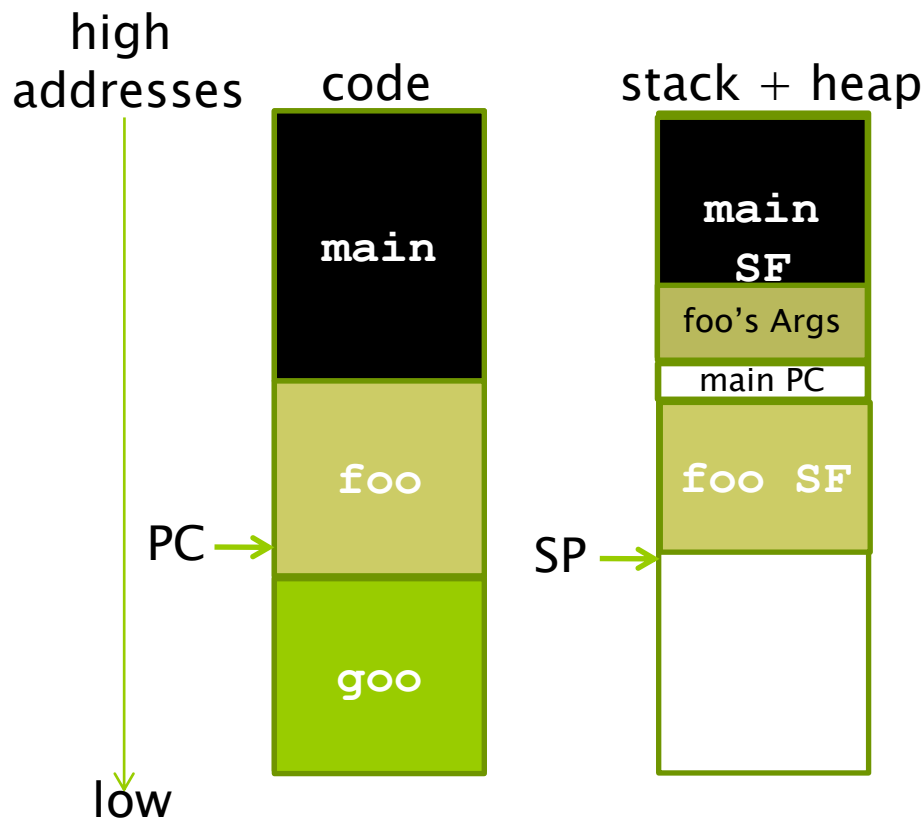 high
addresses
code
stack + heap
main
main
SF
foo's Args
main PC
foo
foo SF
PC
SP
goo
low